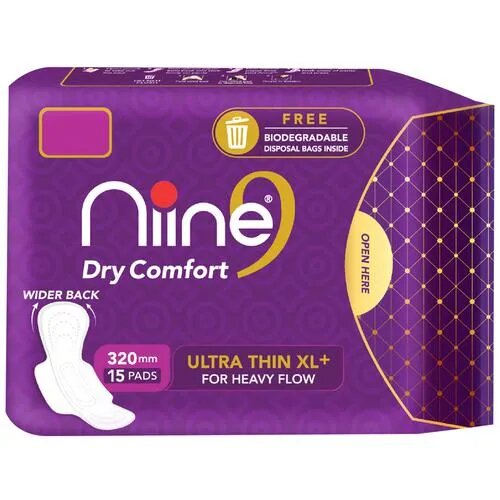 FREE
BIODEGRADABLE
DISPOSAL BAGS INSIDE
Niine® 9
Dry Comfort
OPEN HERE
WIDER BACK
320mm
15 PADS
ULTRA THIN XL+
FOR HEAVY FLOW